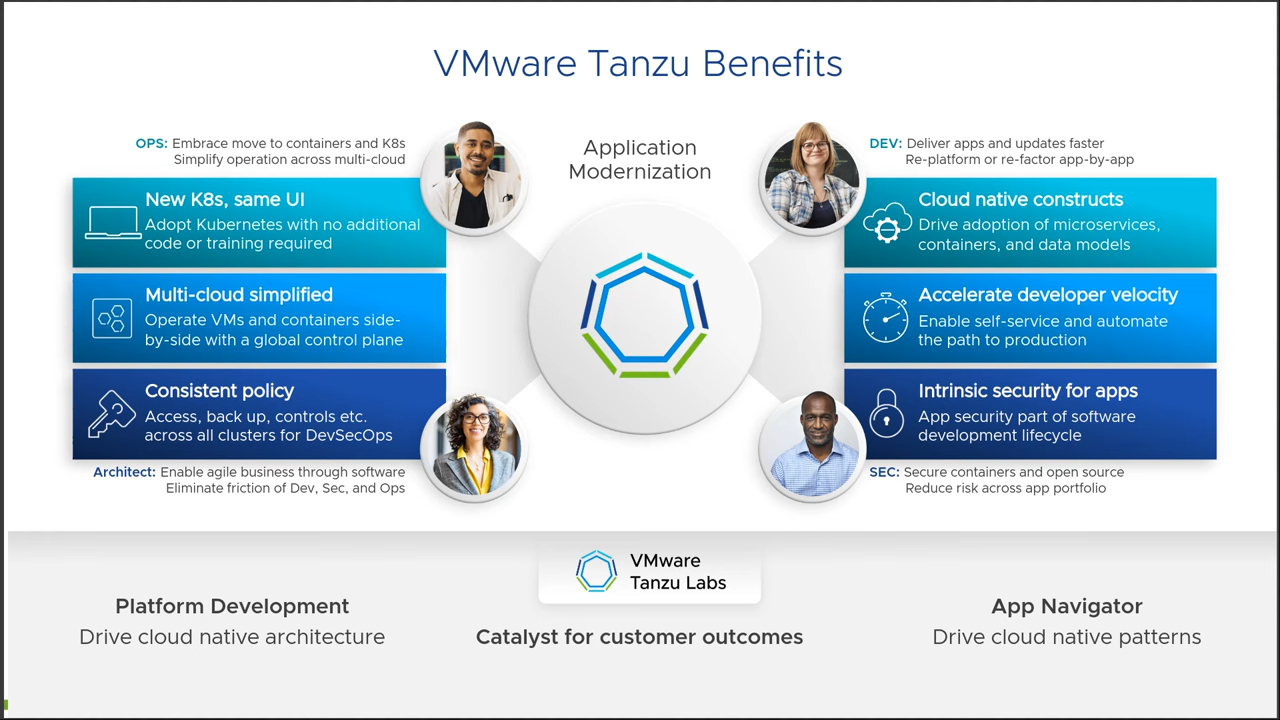 VMware Tanzu Benefits
OPS: Embrace move to containers and K8s
Simplify operation across multi-cloud
New K8s, same UI
Adopt Kubernetes with no additional
code or training required
Multi-cloud simplified
Operate VMs and containers side-
by-side with a global control plane
Consistent policy
Access, back up, controls etc.
across all clusters for DevSecOps
Architect: Enable agile business through software
Eliminate friction of Dev, Sec, and Ops
Application
Modernization
DEV: Deliver apps and updates faster
Re-platform or re-factor app-by-app
Cloud native constructs
Drive adoption of microservices,
containers, and data models
Accelerate developer velocity
Enable self-service and automate
the path to production
Intrinsic security for apps
App security part of software
development lifecycle
SEC: Secure containers and open source
Reduce risk across app portfolio
VMware
Tanzu Labs
Platform Development
Drive cloud native architecture
Catalyst for customer outcomes
App Navigator
Drive cloud native patterns